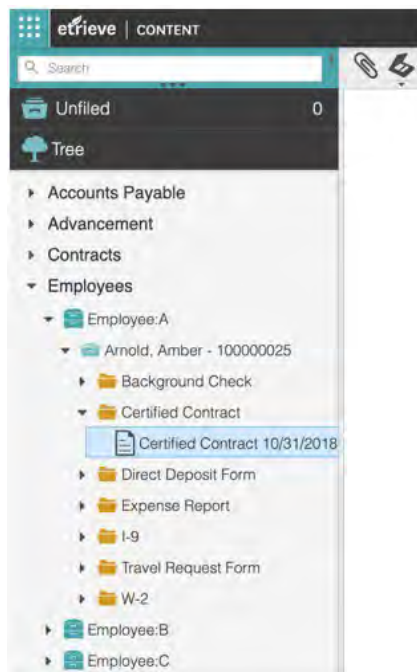 etrieve | CONTENT
Search
Unfiled 0
Tree
Accounts Payable
Advancement
Contracts
Employees
Employee:A
Arnold, Amber - 100000025
Background Check
Certified Contract
Certified Contract 10/31/2018
Direct Deposit Form
Expense Report
I-9
Travel Request Form
W-2
Employee:B
Employee:C